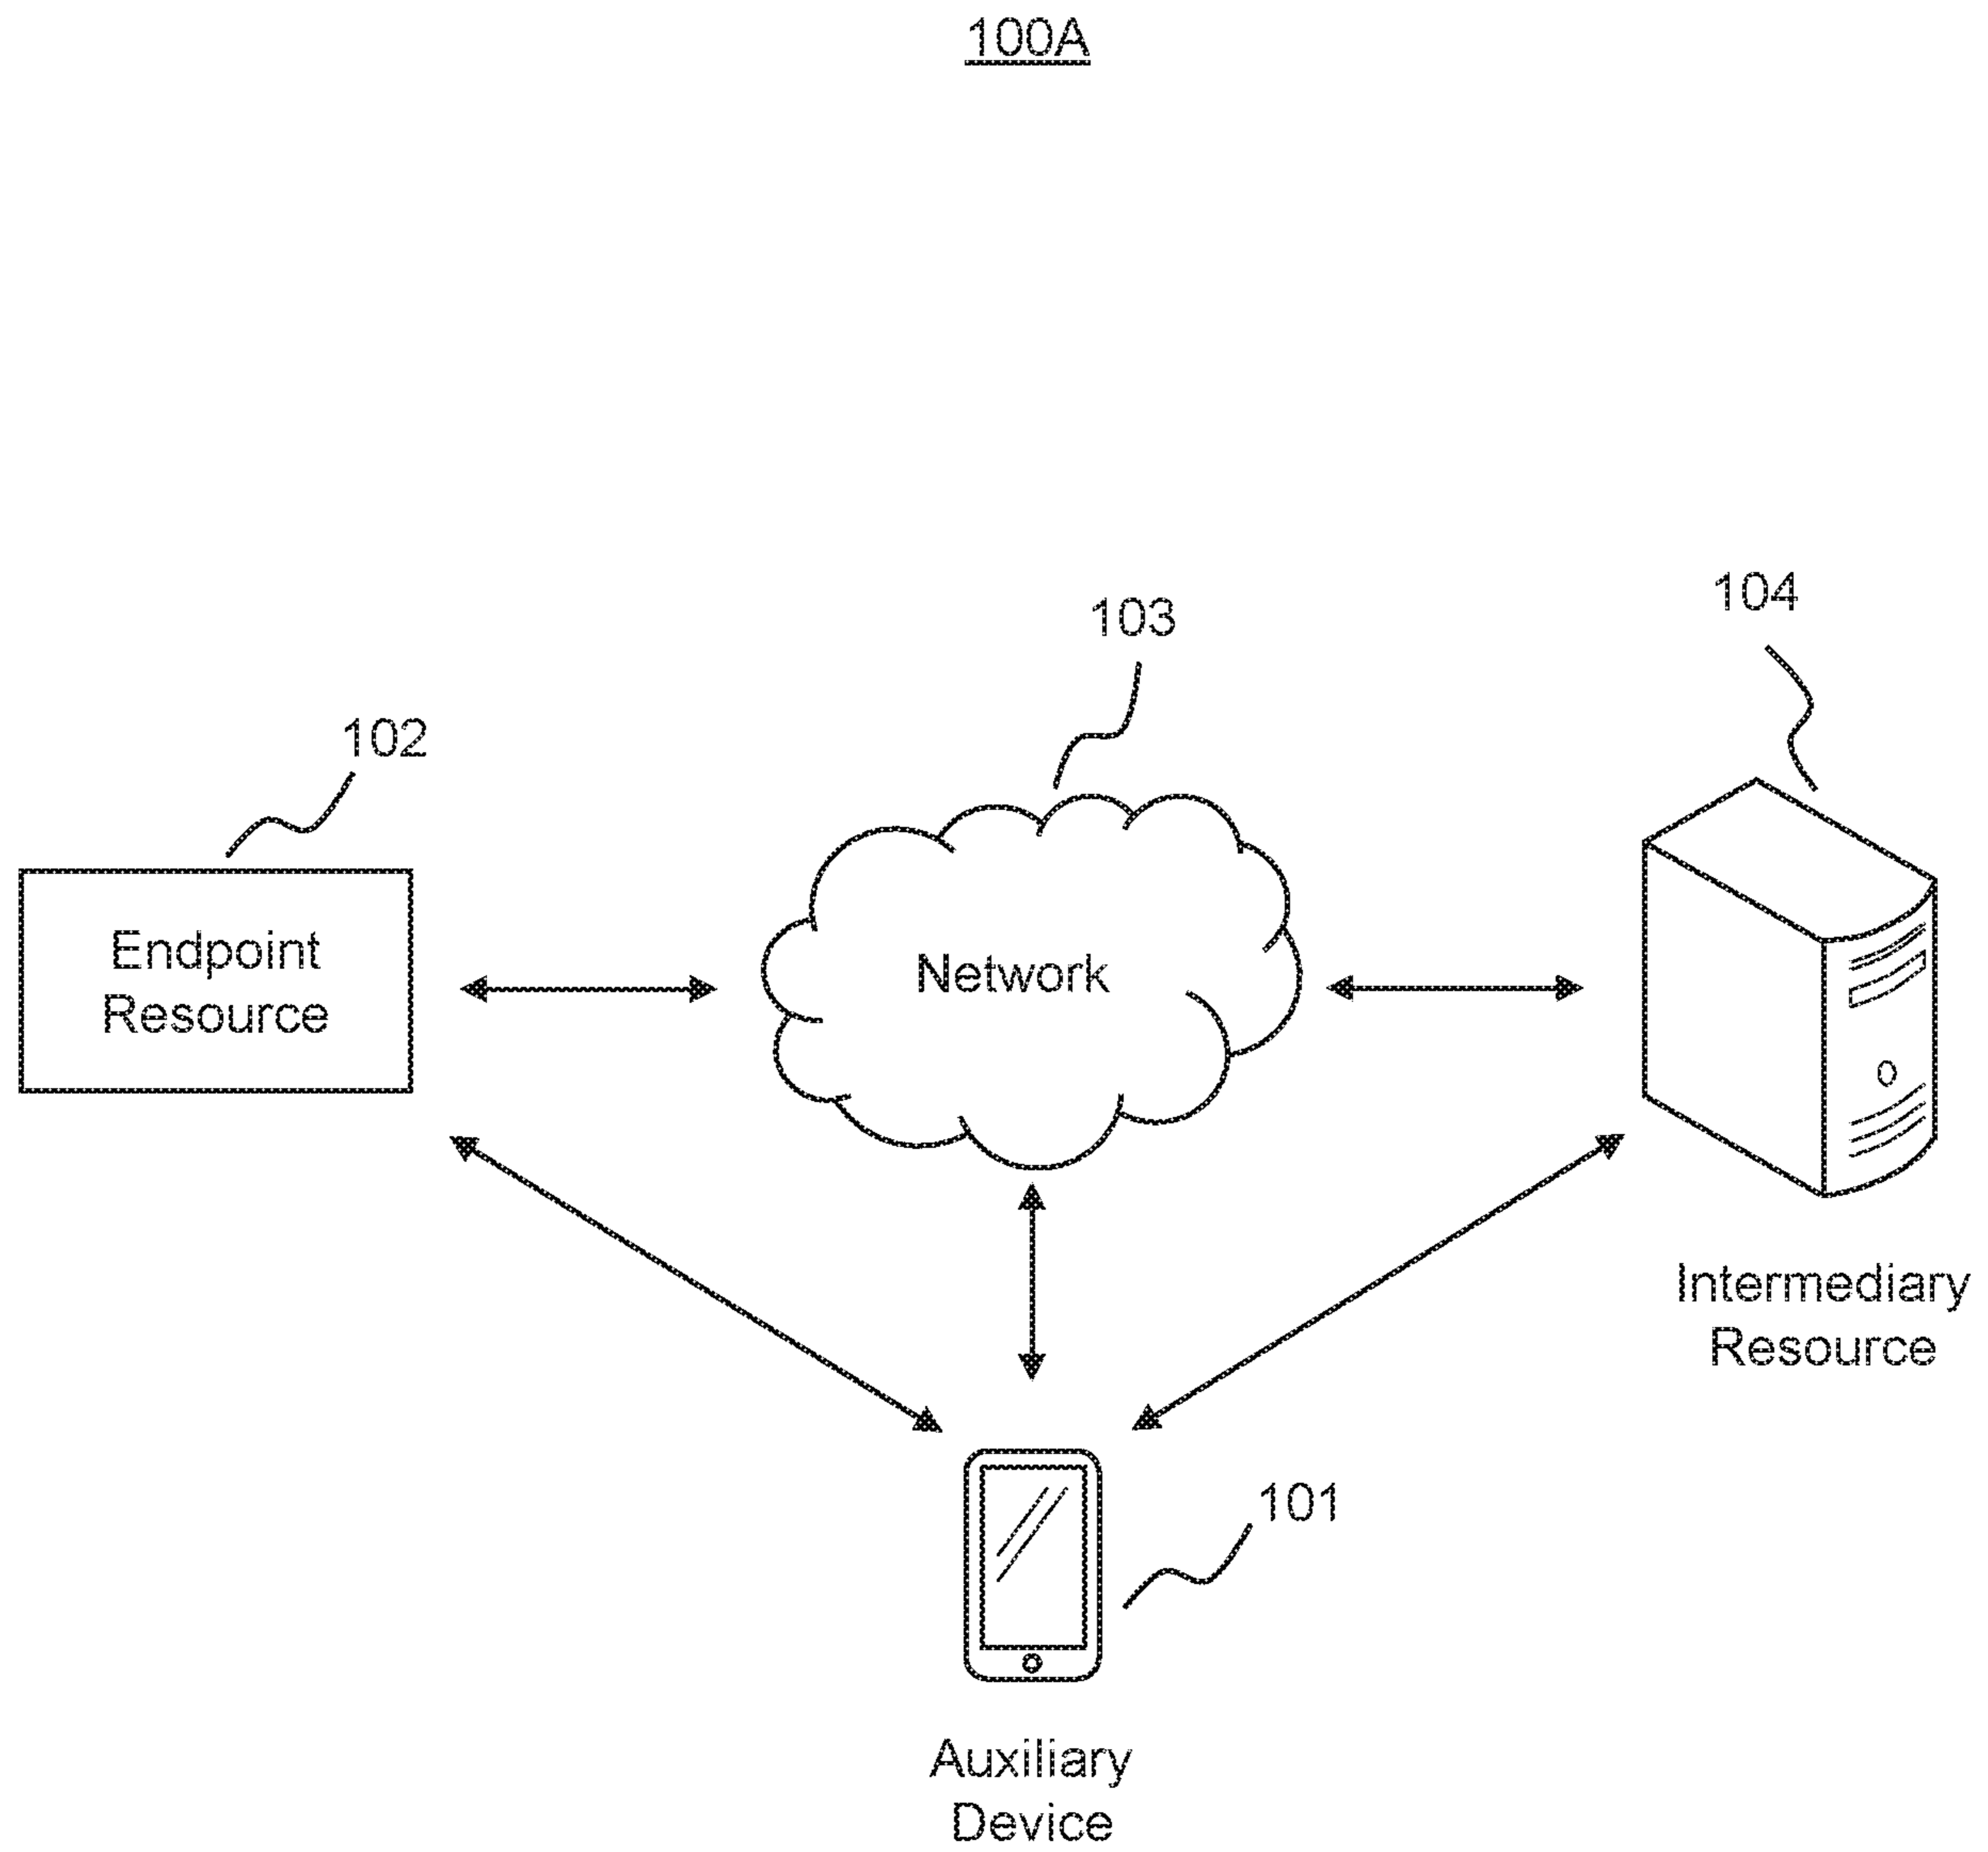 100A
103
104
102
Endpoint
Resource
Network
Intermediary
Resource
101
Auxiliary
Device